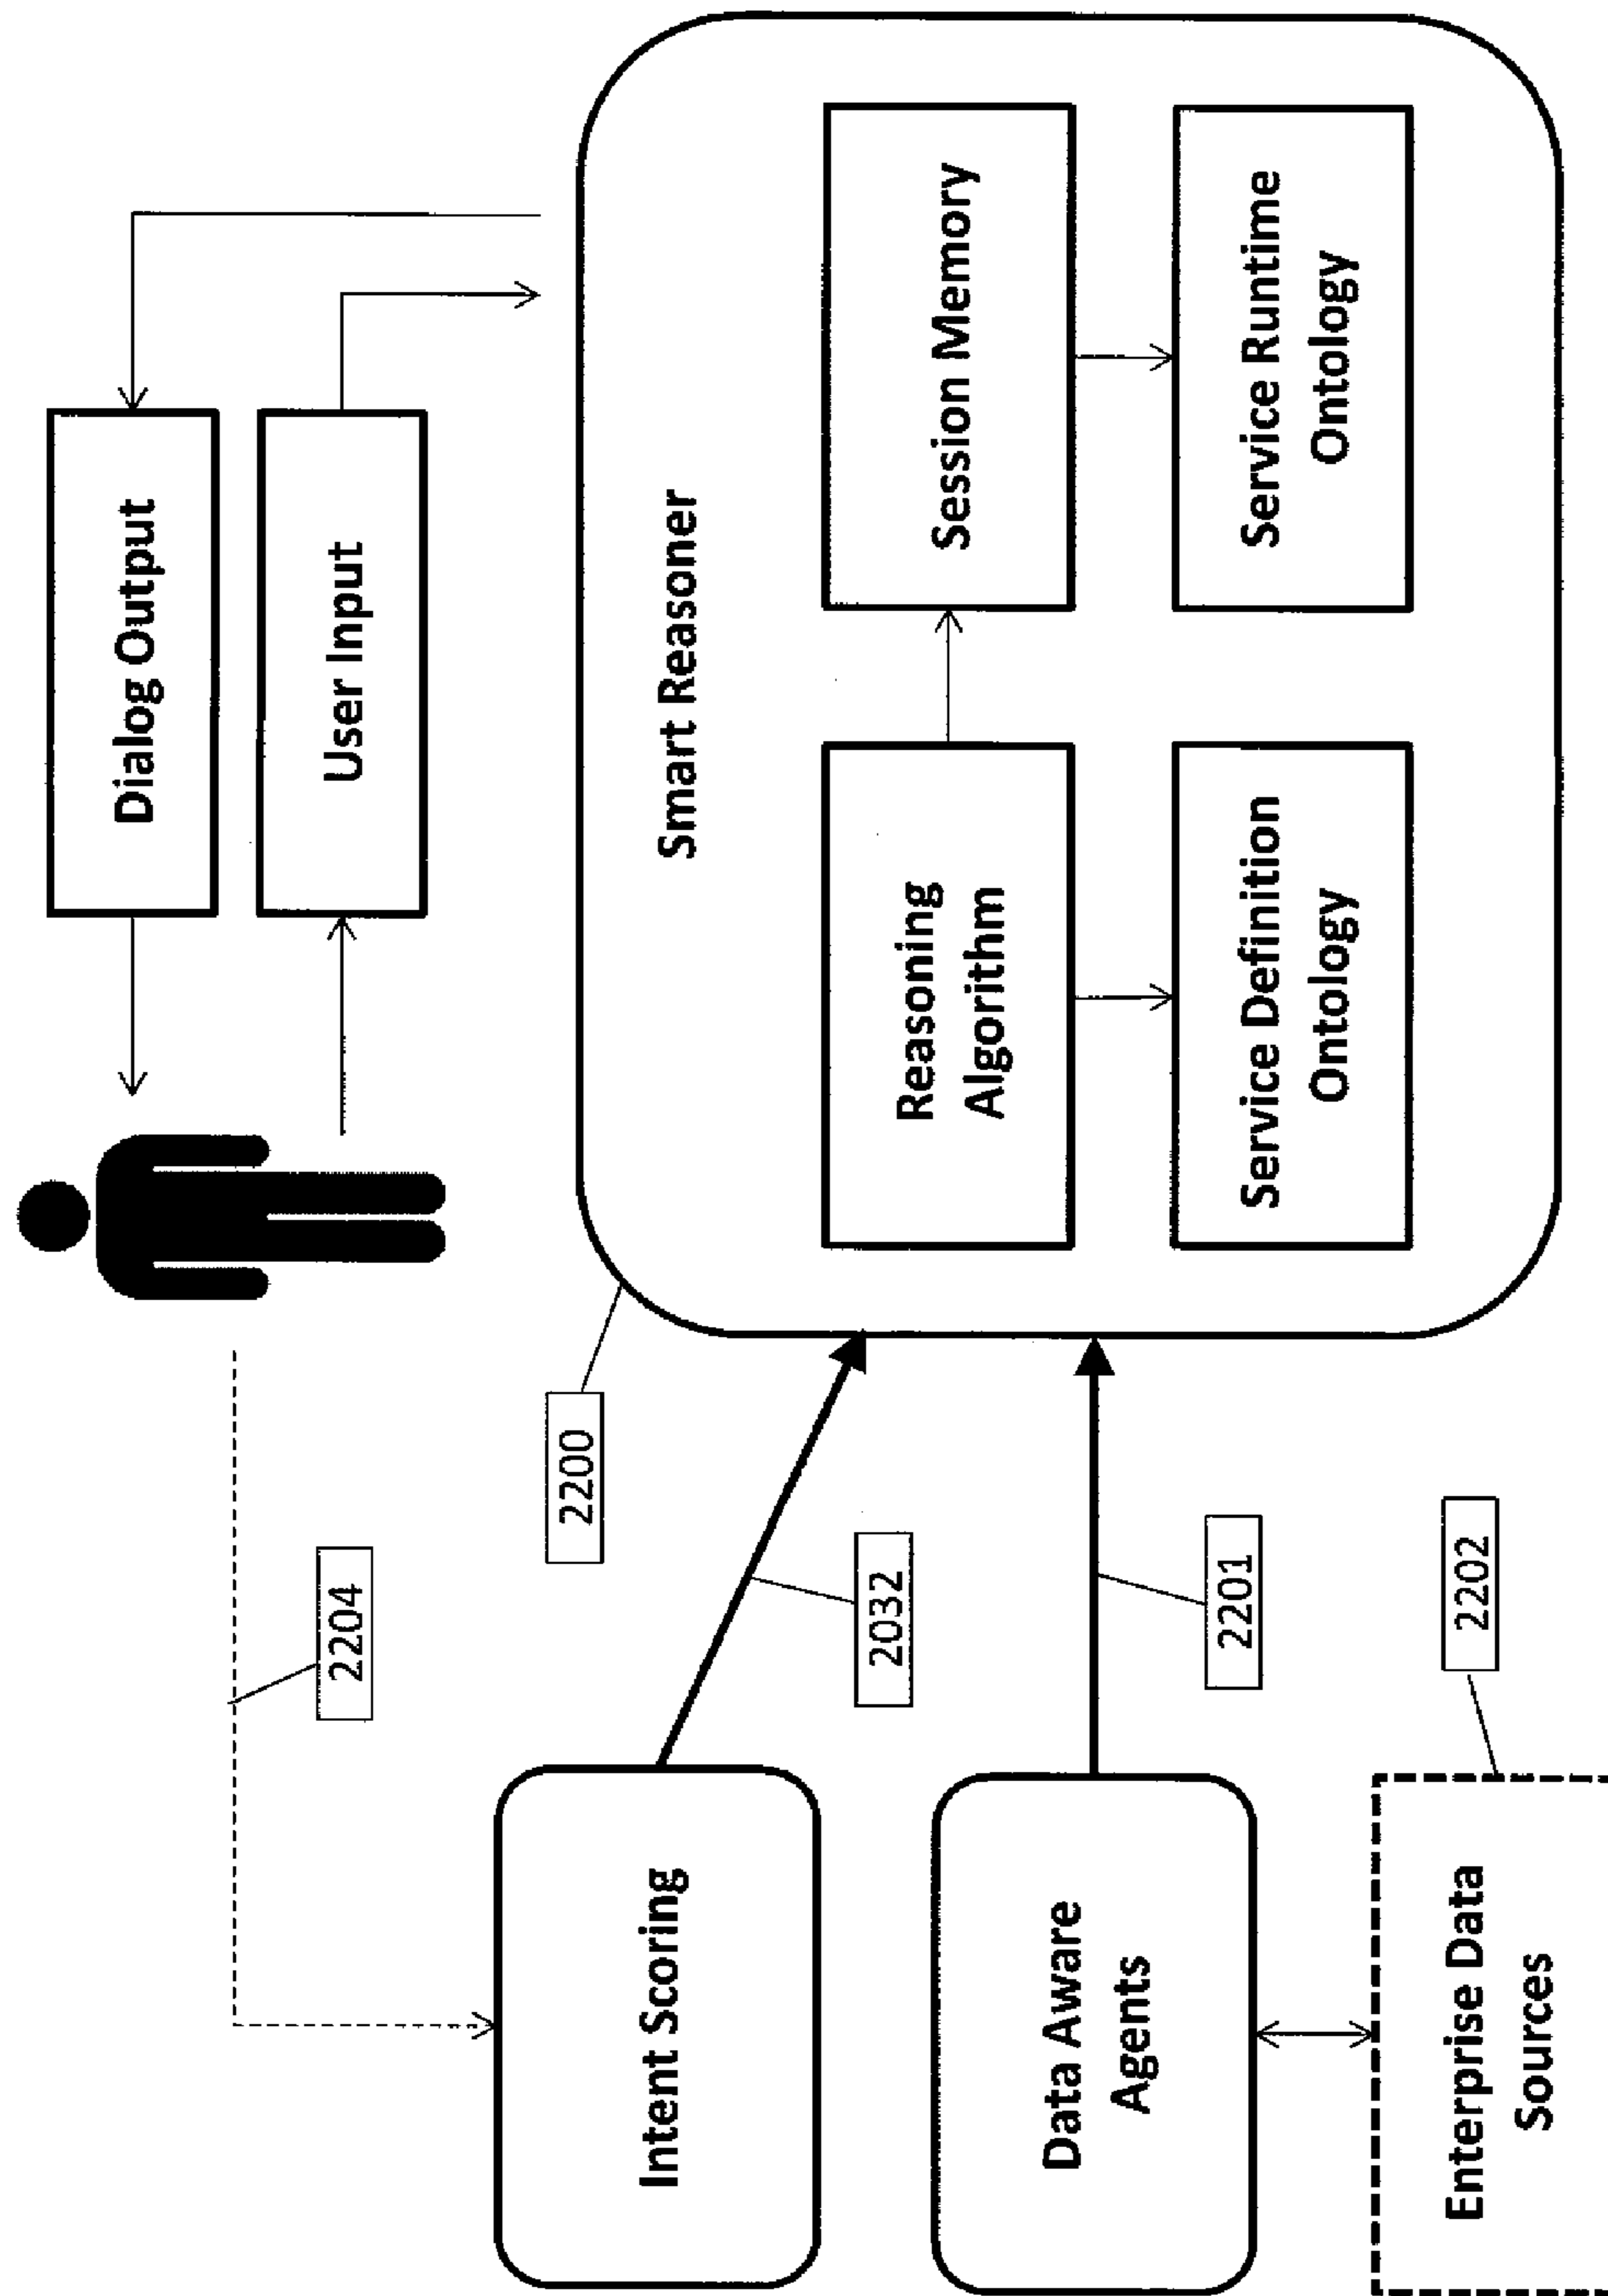 Dialog Output
User Input
2204
2200
Smart Reasoner
Intent Scoring
2032
Reasoning
Algorithm
Session Memory
Data Aware
Agents
2201
Service Definition
Ontology
Service Runtime
Ontology
2202
Enterprise Data
Sources